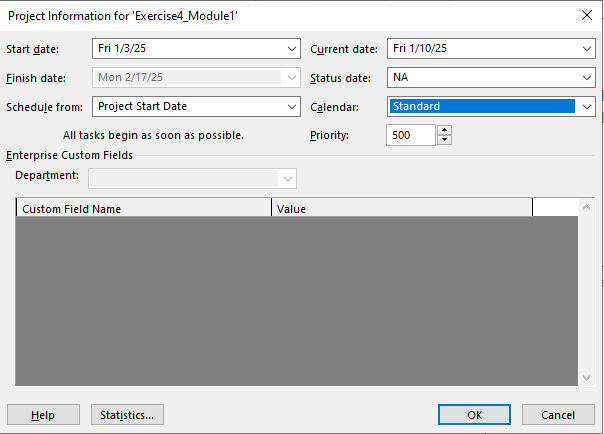 Project Information for 'Exercise4_Module1'
Start date: Fri 1/3/25 Current date: Fri 1/10/25
Finish date: Mon 2/17/25 Status date: NA
Schedule from: Project Start Date Calendar: Standard
All tasks begin as soon as possible. Priority: 500
Enterprise Custom Fields
Department:
Custom Field Name Value
Help Statistics... OK Cancel